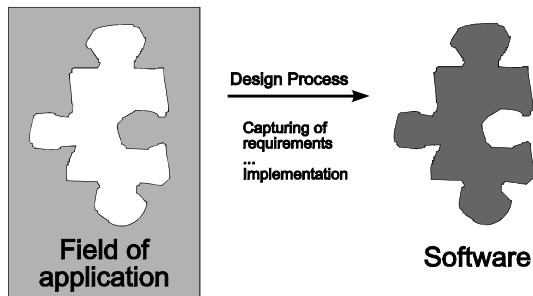 Design Process
Capturing of
requirements
...
Implementation
Field of
application
Software